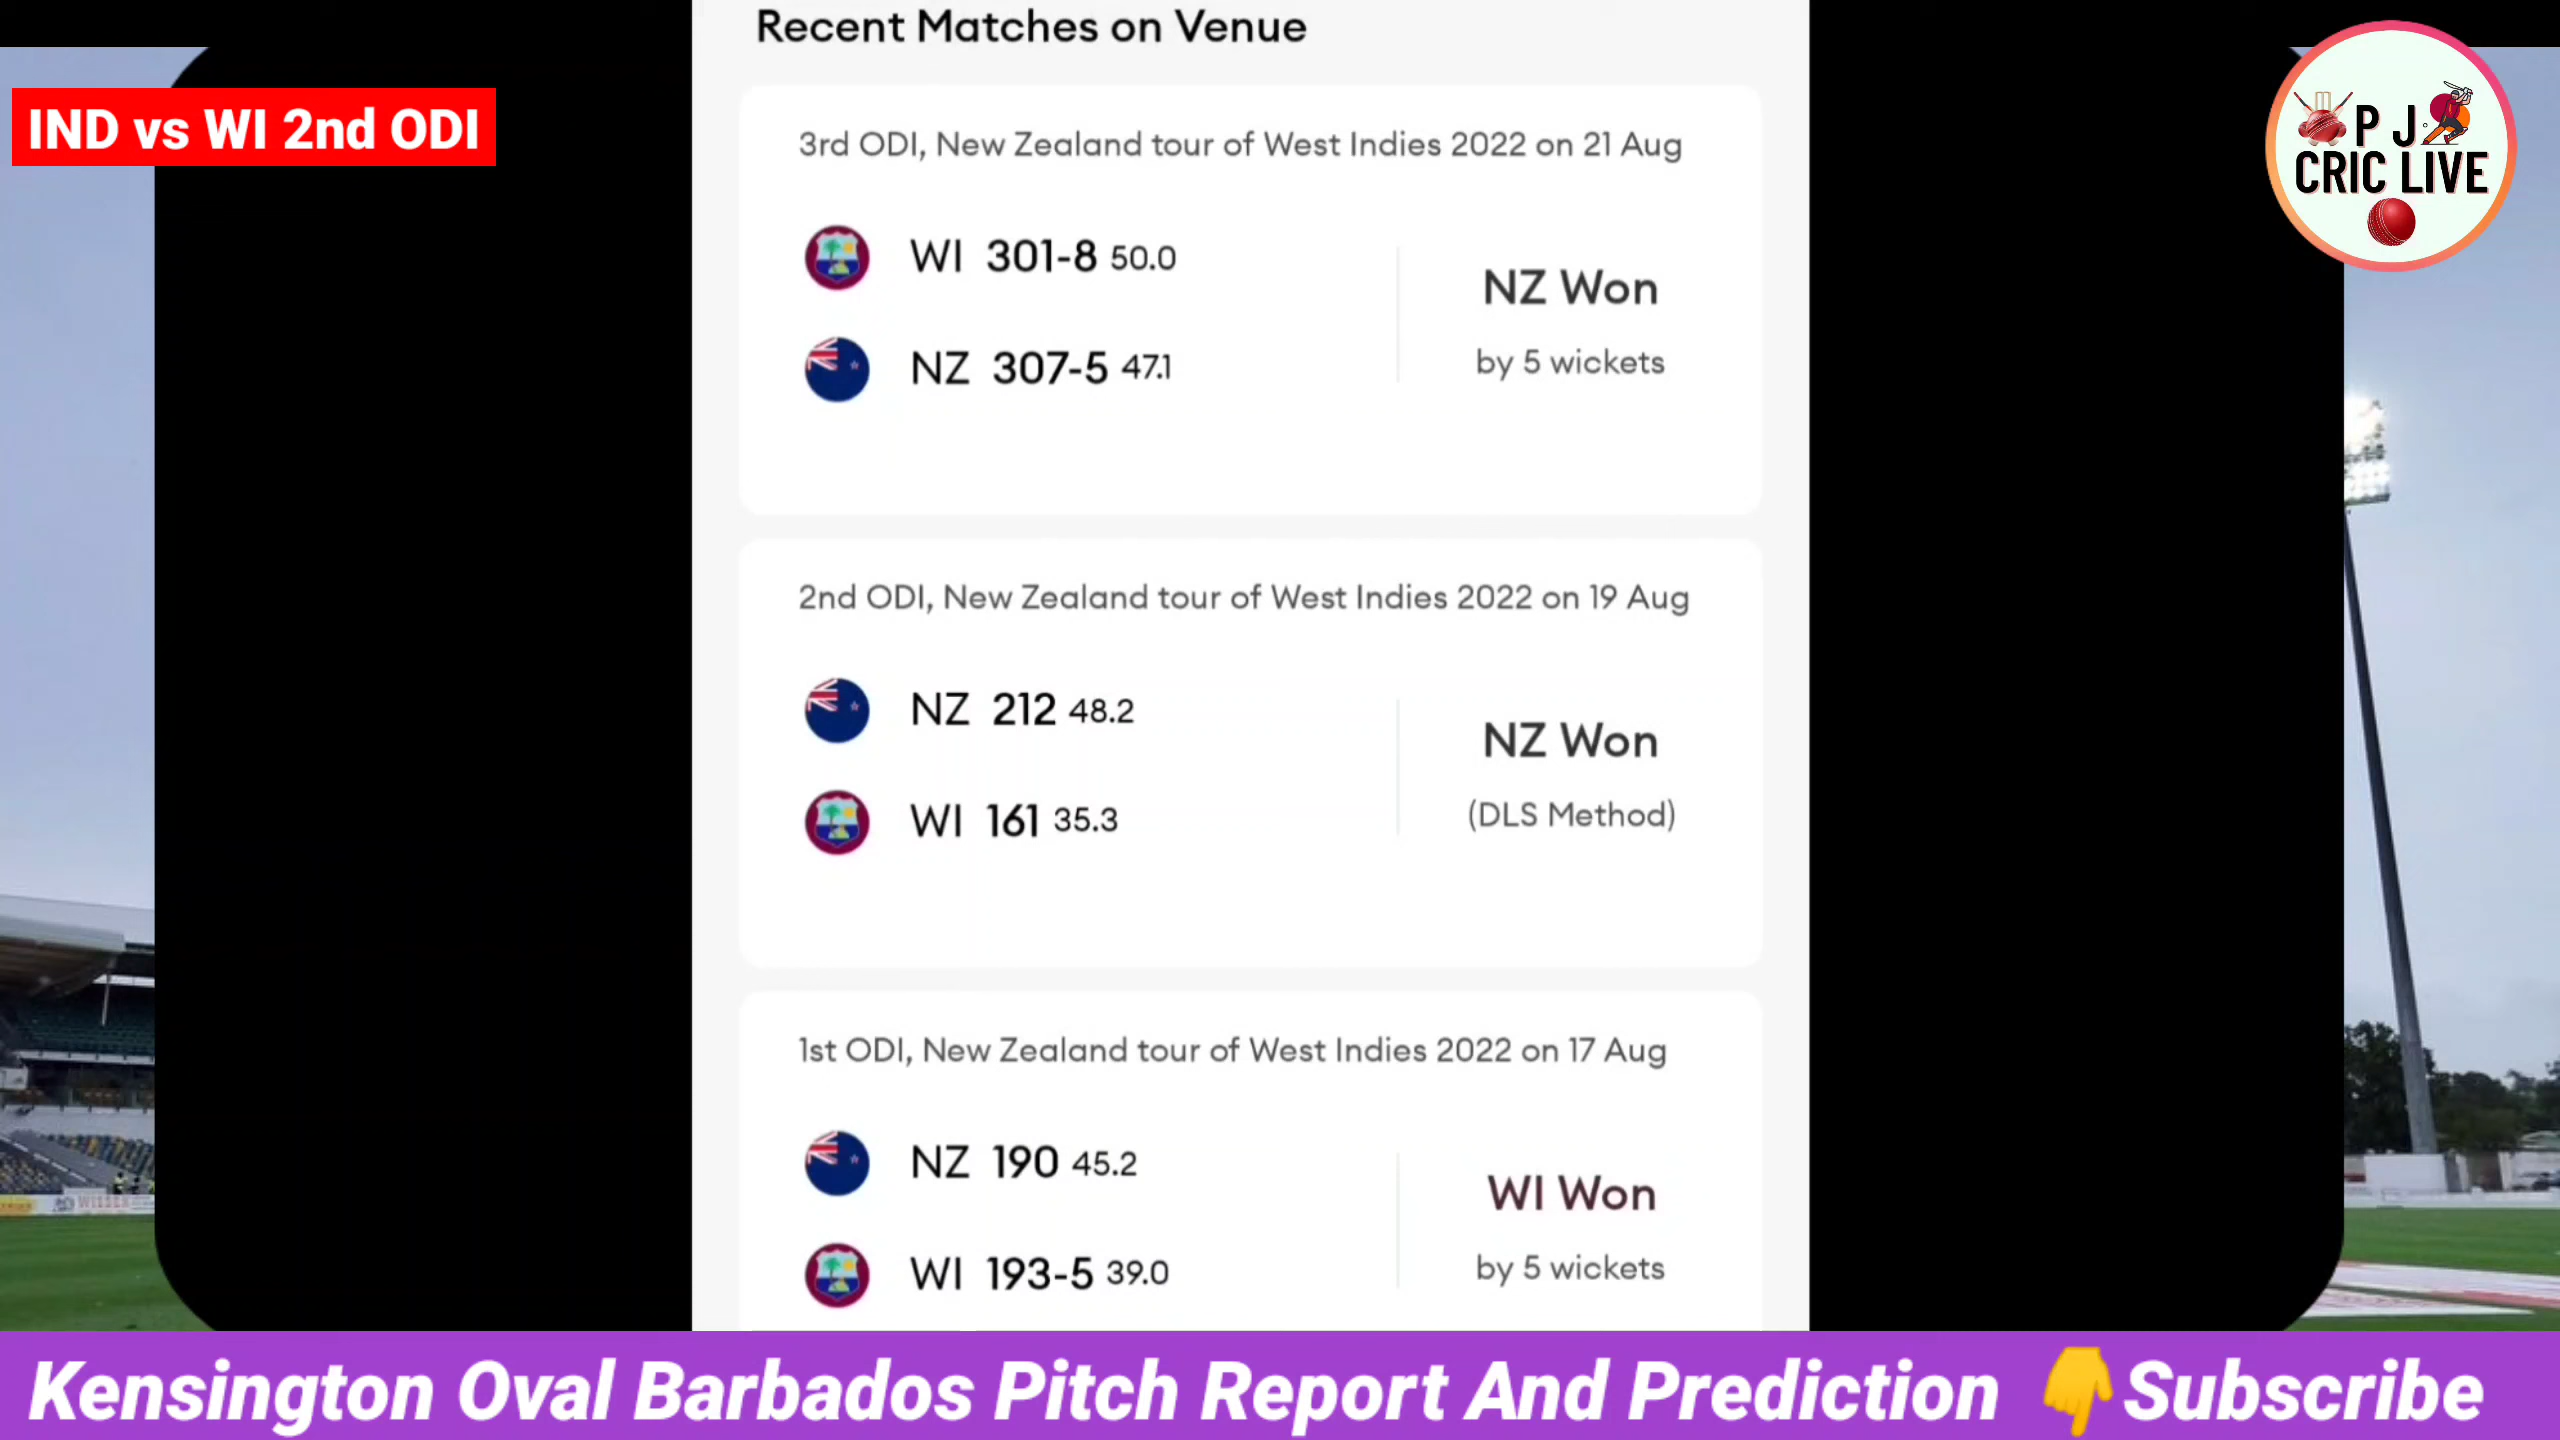 Recent Matches on Venue
IND vs WI 2nd ODI
P J
CRIC LIVE
3rd ODI, New Zealand tour of West Indies 2022 on 21 Aug
WI 301-8 50.0
NZ 307-5 47.1
NZ Won
by 5 wickets
2nd ODI, New Zealand tour of West Indies 2022 on 19 Aug
NZ 212 48.2
WI 161 35.3
NZ Won
(DLS Method)
1st ODI, New Zealand tour of West Indies 2022 on 17 Aug
NZ 190 45.2
WI 193-5 39.0
WI Won
by 5 wickets
Kensington Oval Barbados Pitch Report And Prediction 👇Subscribe